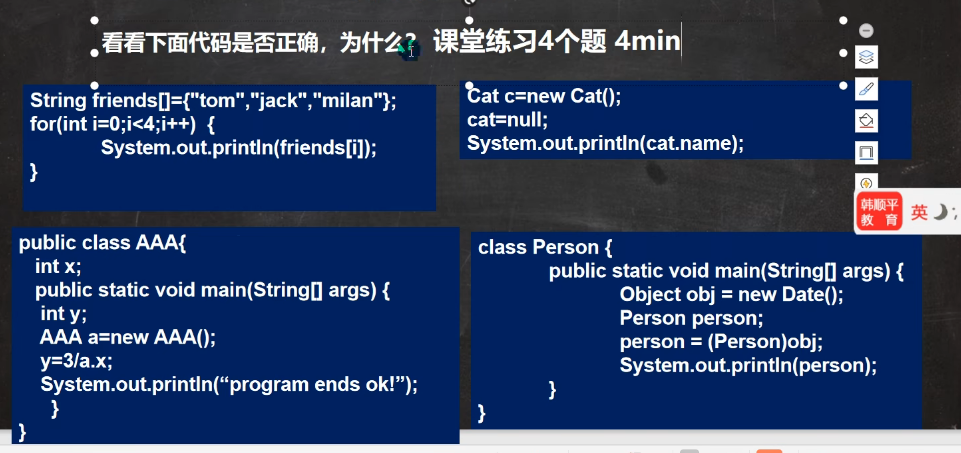 看看下面代码是否正确，为什么？ 课堂练习4个题 4min
String friends[]={"tom","jack","milan"};
for(int i=0;i<4;i++) {
System.out.println(friends[i]);
}
Cat c=new Cat();
cat=null;
System.out.println(cat.name);
韩顺平
教 育
英
public class AAA{
int x;
public static void main(String[] args) {
int y;
AAA a=new AAA();
y=3/a.x;
System.out.println(“program ends ok!”);
}
}
class Person {
public static void main(String[] args) {
Object obj = new Date();
Person person;
person = (Person)obj;
System.out.println(person);
}
}